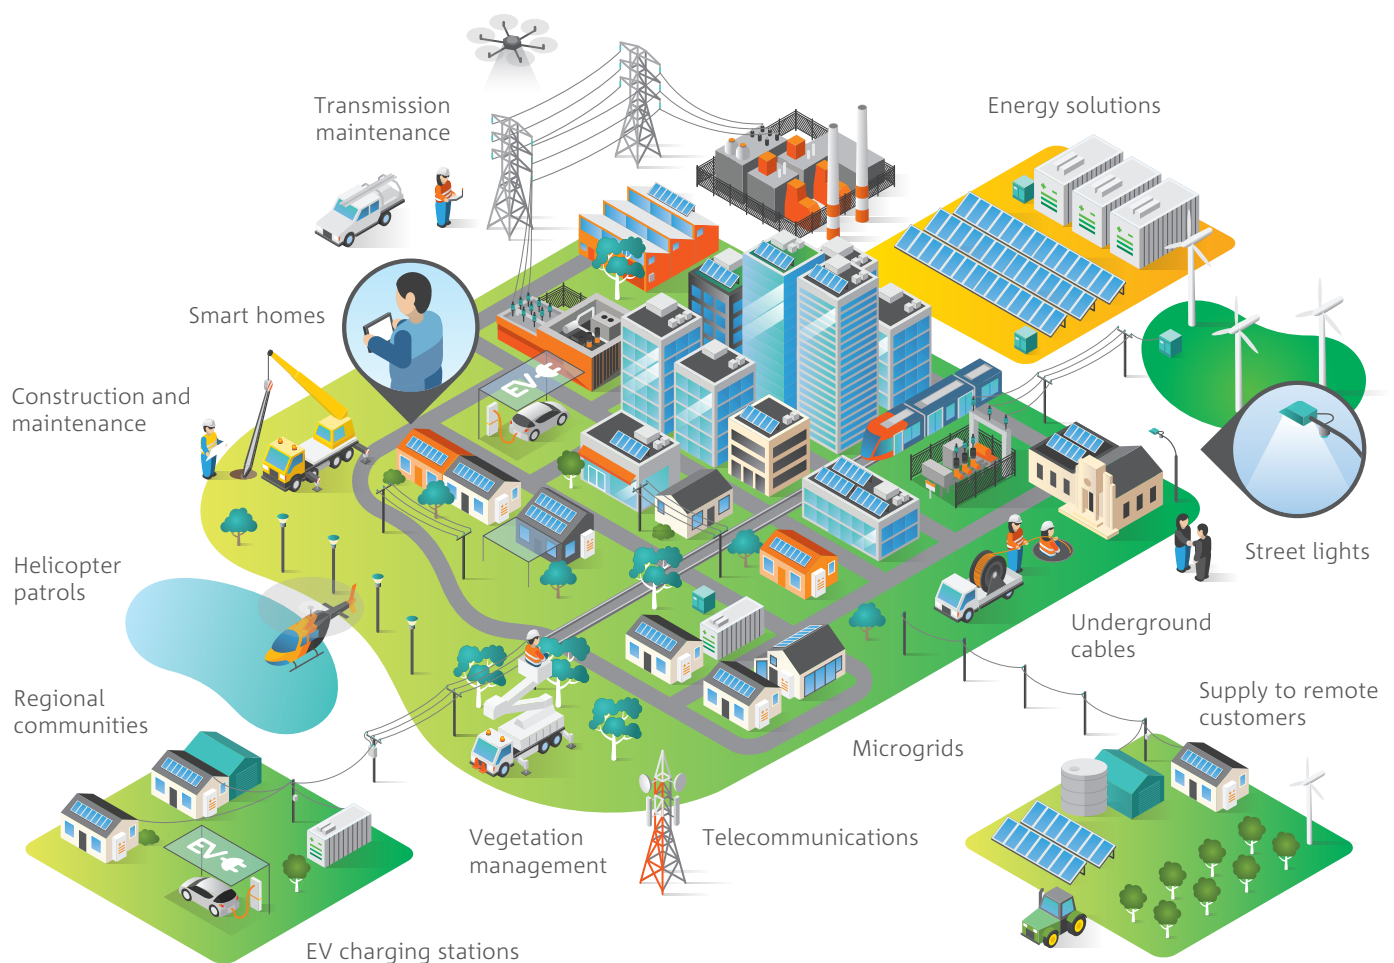 Transmission
maintenance
Energy solutions
Smart homes
Construction and
maintenance
EV
Helicopter
patrols
Street lights
Underground
cables
Regional
communities
Supply to remote
customers
Microgrids
Vegetation
management
Telecommunications
EV
EV charging stations